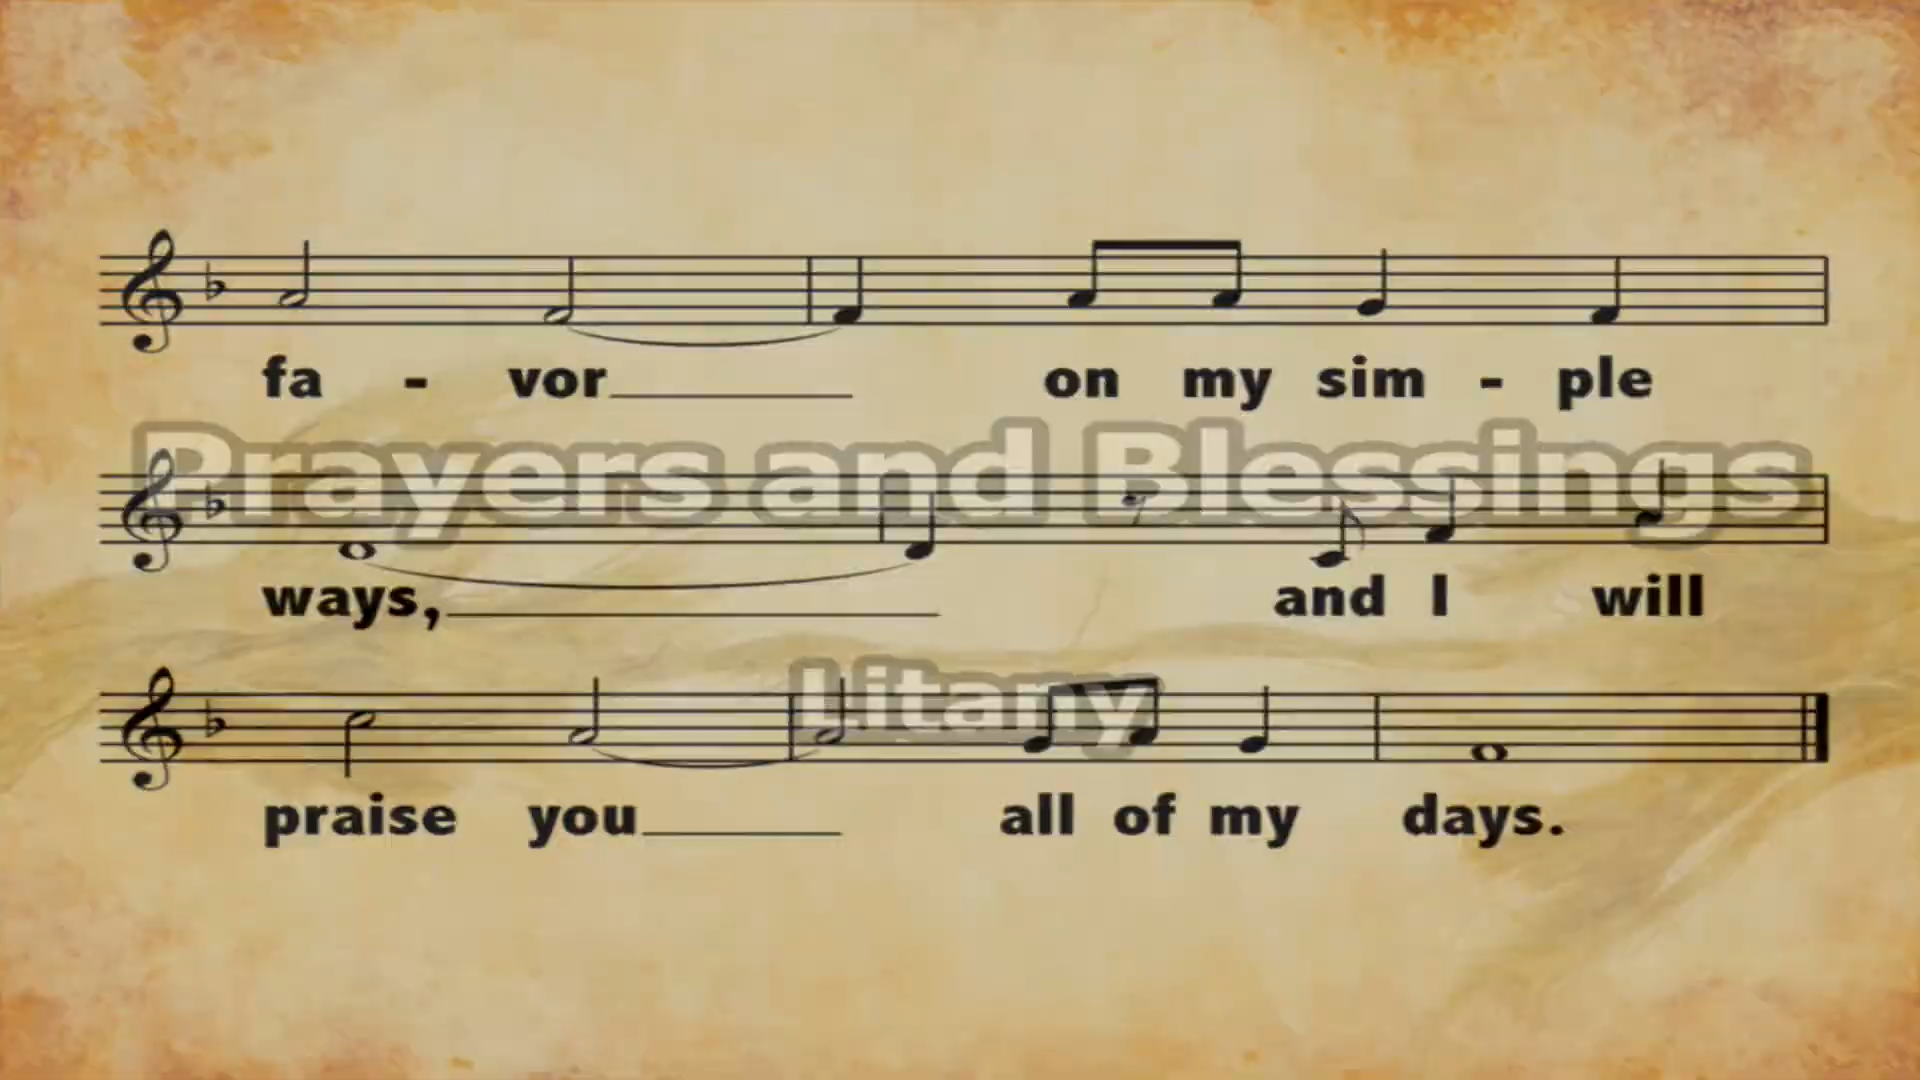 fa - vor on my sim - ple
Prayers and Blessings
ways, and I will
Litany
praise you all of my days.